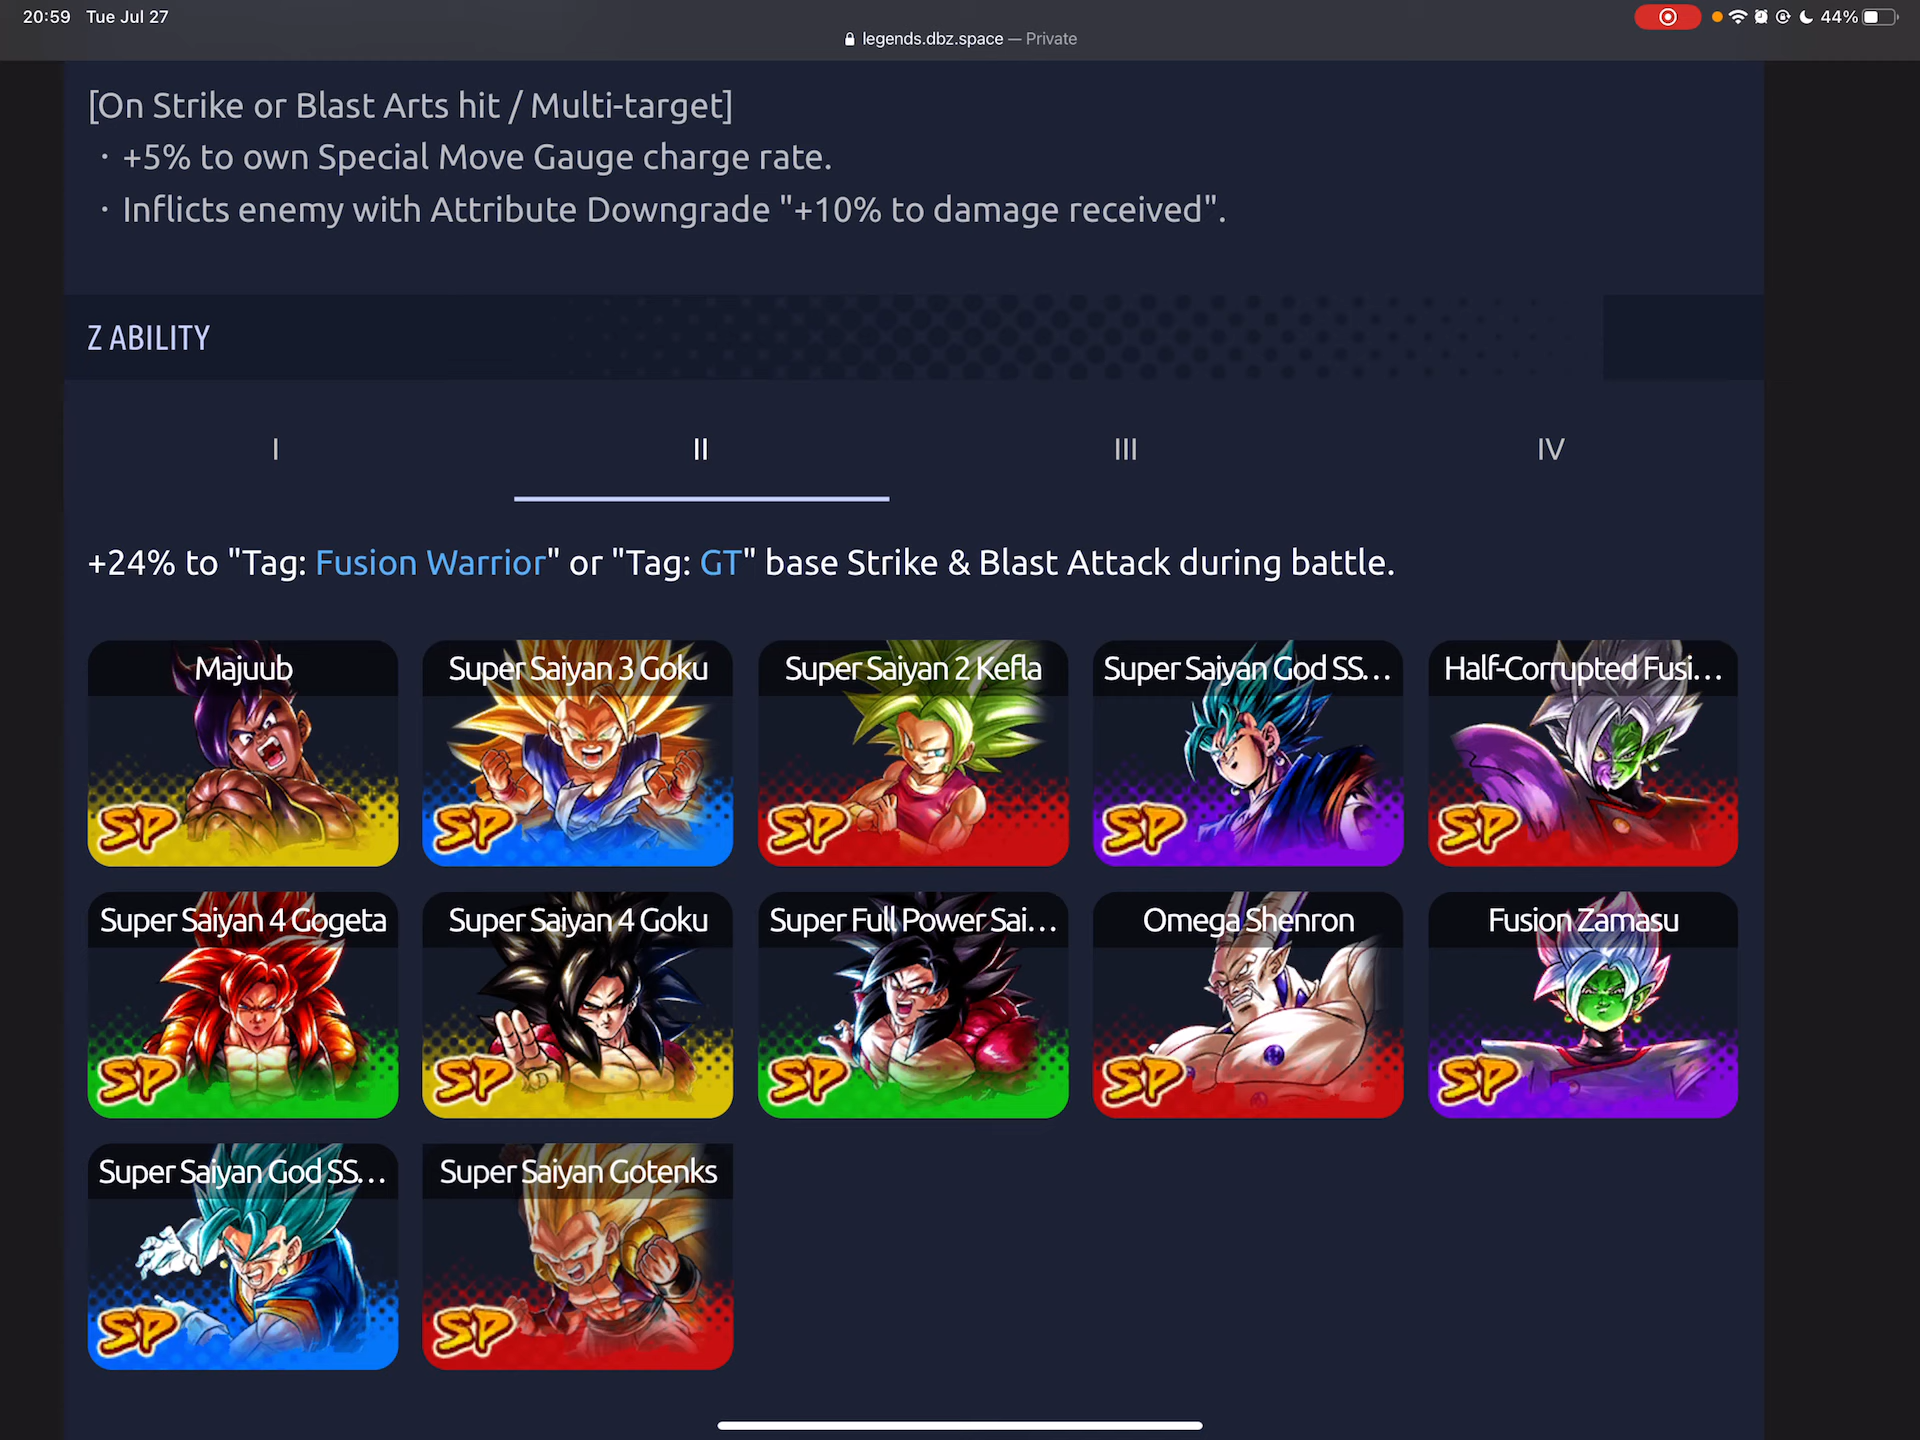 20:59 Tue Jul 27
44%
legends.dbz.space — Private
[On Strike or Blast Arts hit / Multi-target]
・+5% to own Special Move Gauge charge rate.
・Inflicts enemy with Attribute Downgrade "+10% to damage received".
Z ABILITY
I II III IV
+24% to "Tag: Fusion Warrior" or "Tag: GT" base Strike & Blast Attack during battle.
Majuub
SP
Super Saiyan 3 Goku
SP
Super Saiyan 2 Kefla
SP
Super Saiyan God SS...
SP
Half-Corrupted Fusi...
SP
Super Saiyan 4 Gogeta
SP
Super Saiyan 4 Goku
SP
Super Full Power Sai...
SP
Omega Shenron
SP
Fusion Zamasu
SP
Super Saiyan God SS...
SP
Super Saiyan Gotenks
SP